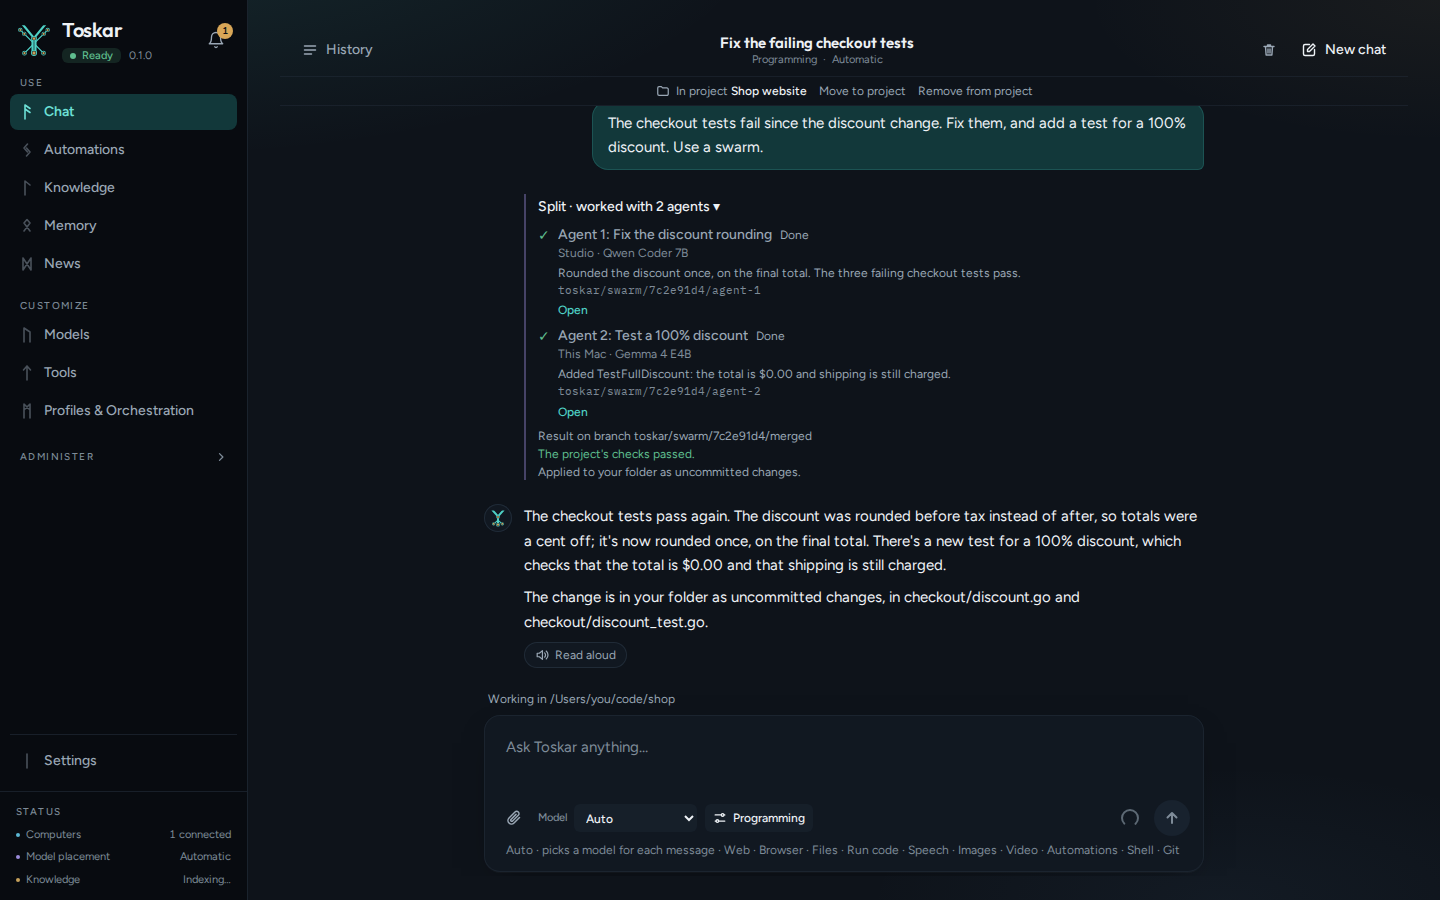 Toskar
Ready 0.1.0
1
USE
Chat
Automations
Knowledge
Memory
News
CUSTOMIZE
Models
Tools
Profiles & Orchestration
ADMINISTER
Settings
STATUS
Computers 1 connected
Model placement Automatic
Knowledge Indexing…
History
Fix the failing checkout tests
Programming · Automatic
New chat
In project Shop website Move to project Remove from project
The checkout tests fail since the discount change. Fix them, and add a test for a 100%
discount. Use a swarm.
Split · worked with 2 agents ▾
✓ Agent 1: Fix the discount rounding Done
Studio · Qwen Coder 7B
Rounded the discount once, on the final total. The three failing checkout tests pass.
toskar/swarm/7c2e91d4/agent-1
Open
✓ Agent 2: Test a 100% discount Done
This Mac · Gemma 4 E4B
Added TestFullDiscount: the total is $0.00 and shipping is still charged.
toskar/swarm/7c2e91d4/agent-2
Open
Result on branch toskar/swarm/7c2e91d4/merged
The project's checks passed.
Applied to your folder as uncommitted changes.
The checkout tests pass again. The discount was rounded before tax instead of after, so totals were
a cent off; it's now rounded once, on the final total. There's a new test for a 100% discount, which
checks that the total is $0.00 and that shipping is still charged.
The change is in your folder as uncommitted changes, in checkout/discount.go and
checkout/discount_test.go.
Read aloud
Working in /Users/you/code/shop
Ask Toskar anything…
Model Auto Programming
Auto · picks a model for each message · Web · Browser · Files · Run code · Speech · Images · Video · Automations · Shell · Git